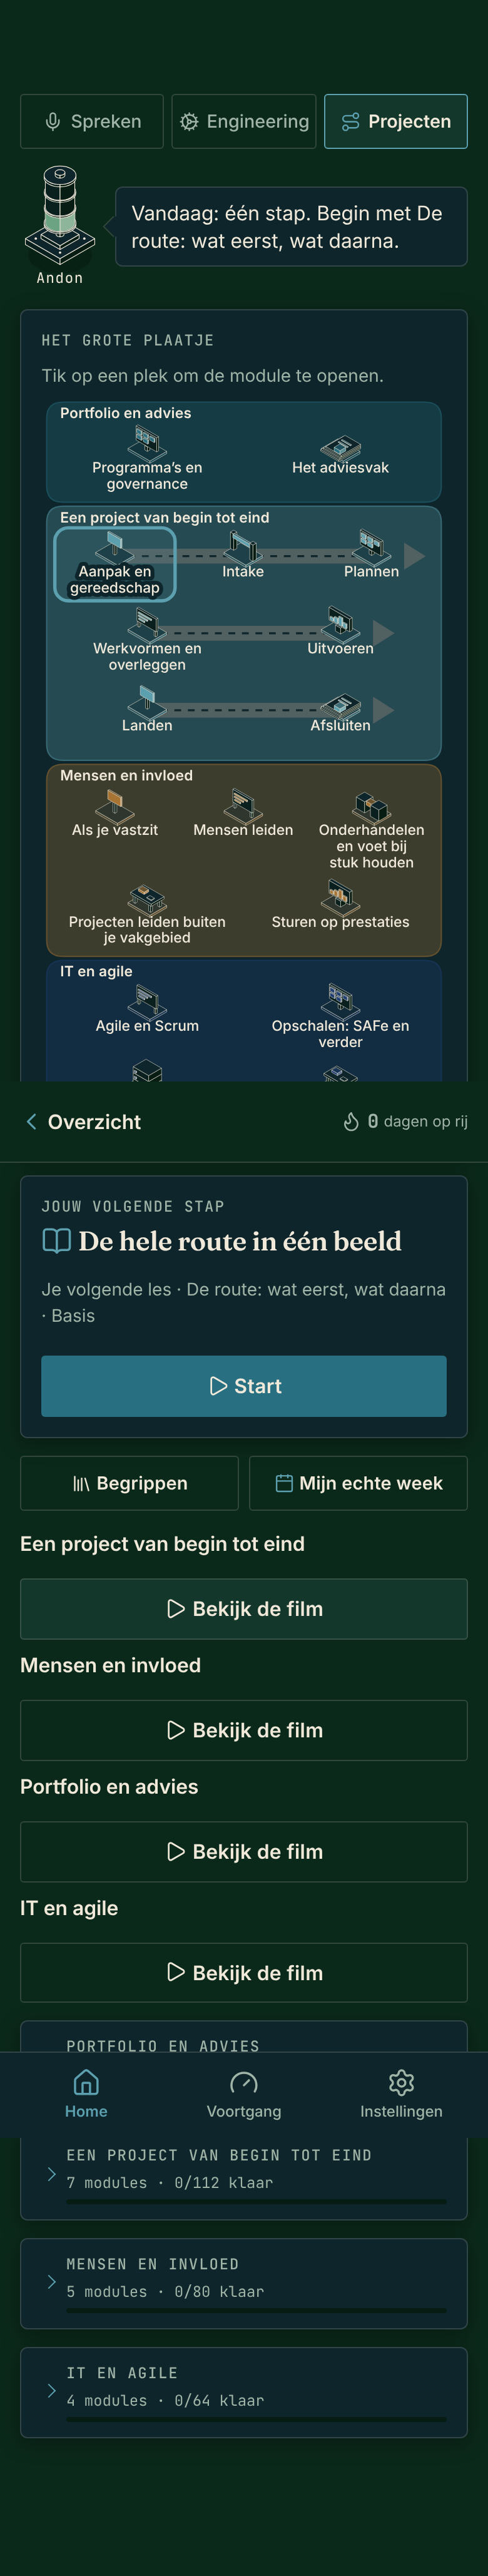 Spreken
Engineering
Projecten
Vandaag: één stap. Begin met De
route: wat eerst, wat daarna.
Andon
HET GROTE PLAATJE
Tik op een plek om de module te openen.
Portfolio en advies
Programma's en
governance
Het adviesvak
Een project van begin tot eind
Aanpak en
gereedschap
Intake
Plannen
Werkvormen en
overleggen
Uitvoeren
Landen
Afsluiten
Mensen en invloed
Als je vastzit
Mensen leiden
Onderhandelen
en voet bij
stuk houden
Projecten leiden buiten
je vakgebied
Sturen op prestaties
IT en agile
Agile en Scrum
Opschalen: SAFe en
verder
Overzicht
0 dagen op rij
JOUW VOLGENDE STAP
De hele route in één beeld
Je volgende les · De route: wat eerst, wat daarna
· Basis
Start
Begrippen
Mijn echte week
Een project van begin tot eind
Bekijk de film
Mensen en invloed
Bekijk de film
Portfolio en advies
Bekijk de film
IT en agile
Bekijk de film
PORTFOLIO EN ADVIES
Home
Voortgang
Instellingen
EEN PROJECT VAN BEGIN TOT EIND
7 modules · 0/112 klaar
MENSEN EN INVLOED
5 modules · 0/80 klaar
IT EN AGILE
4 modules · 0/64 klaar